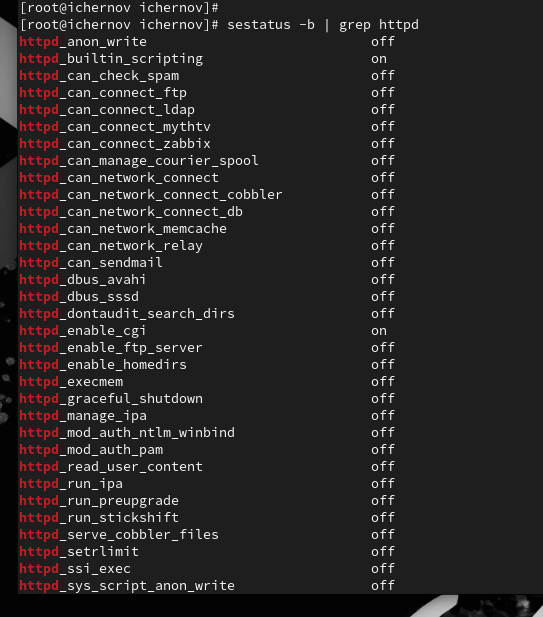 [root@ichernov ichernov]#
[root@ichernov ichernov]# sestatus -b | grep httpd
httpd_anon_write off
httpd_builtin_scripting on
httpd_can_check_spam off
httpd_can_connect_ftp off
httpd_can_connect_ldap off
httpd_can_connect_mythtv off
httpd_can_connect_zabbix off
httpd_can_manage_courier_spool off
httpd_can_network_connect off
httpd_can_network_connect_cobbler off
httpd_can_network_connect_db off
httpd_can_network_memcache off
httpd_can_network_relay off
httpd_can_sendmail off
httpd_dbus_avahi off
httpd_dbus_sssd off
httpd_dontaudit_search_dirs off
httpd_enable_cgi on
httpd_enable_ftp_server off
httpd_enable_homedirs off
httpd_execmem off
httpd_graceful_shutdown off
httpd_manage_ipa off
httpd_mod_auth_ntlm_winbind off
httpd_mod_auth_pam off
httpd_read_user_content off
httpd_run_ipa off
httpd_run_preupgrade off
httpd_run_stickshift off
httpd_serve_cobbler_files off
httpd_setrlimit off
httpd_ssi_exec off
httpd_sys_script_anon_write off